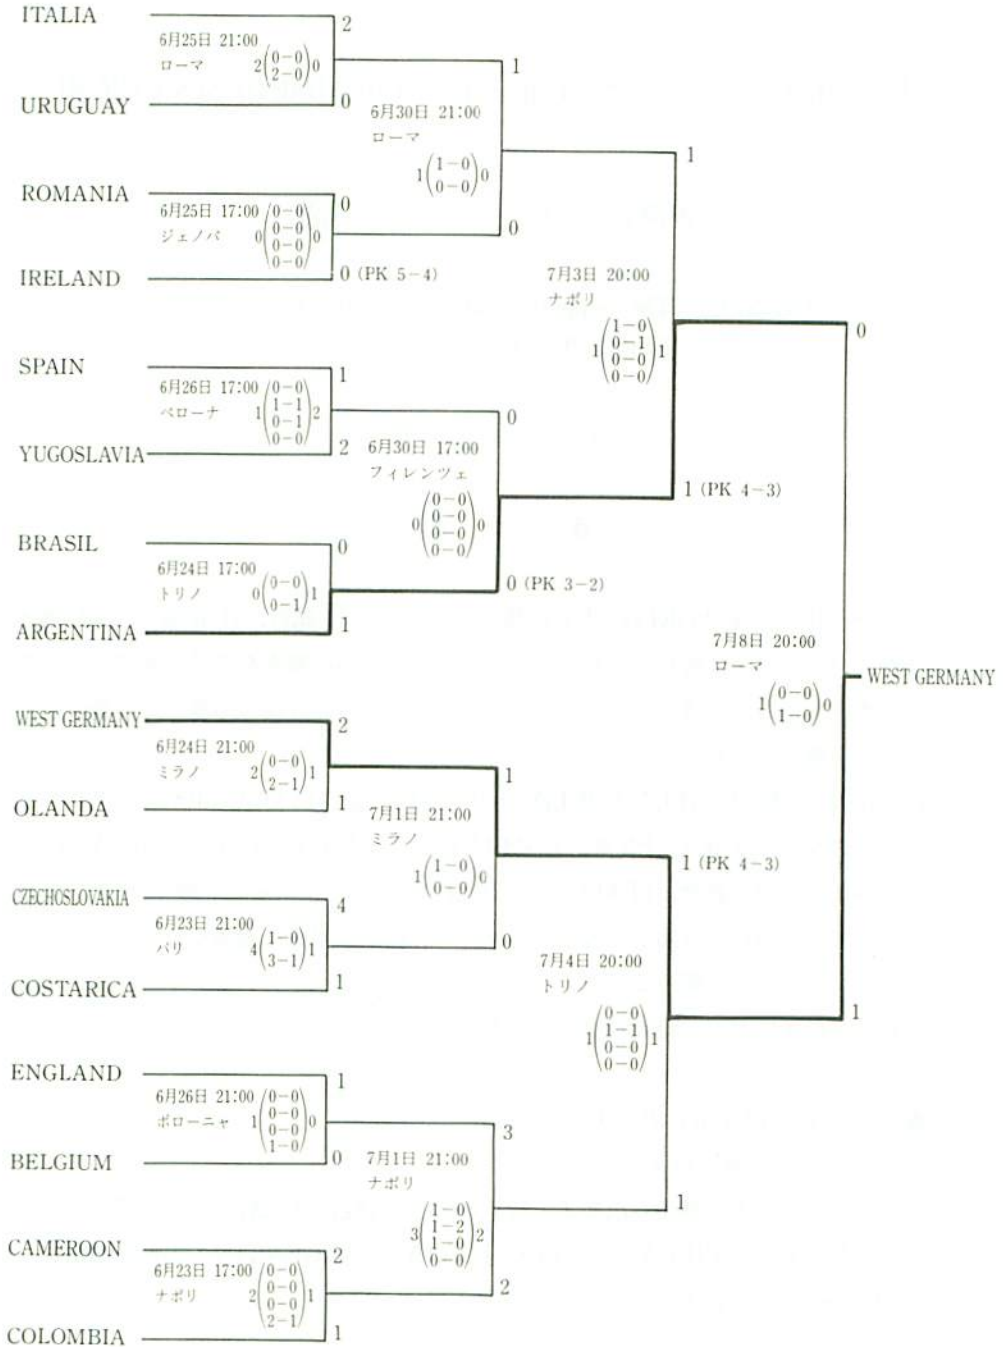 ITALIA
2
6月25日 21:00
ローマ 2(0-0 2-0)0
URUGUAY
0
1
6月30日 21:00
ローマ
1(1-0 0-0)0
ROMANIA
0
6月25日 17:00
ジェノバ 0(0-0 0-0 0-0 0-0)0
IRELAND
0 (PK 5-4)
0
1
7月3日 20:00
ナポリ
1(1-0 0-1 0-0 0-0)1
SPAIN
1
6月26日 17:00
ベローナ 1(0-0 1-1 0-1 0-0)2
YUGOSLAVIA
2
0
6月30日 17:00
フィレンツェ
0(0-0 0-0 0-0 0-0)0
BRASIL
0
6月24日 17:00
トリノ 0(0-0 0-1)1
ARGENTINA
1
0 (PK 3-2)
1 (PK 4-3)
0
7月8日 20:00
ローマ
1(0-0 1-0)0
WEST GERMANY
WEST GERMANY
2
6月24日 21:00
ミラノ 2(0-0 2-1)1
OLANDA
1
1
7月1日 21:00
ミラノ
1(1-0 0-0)0
CZECHOSLOVAKIA
4
6月23日 21:00
バリ 4(1-0 3-1)1
COSTARICA
1
0
1 (PK 4-3)
7月4日 20:00
トリノ
1(0-0 1-1 0-0 0-0)1
1
ENGLAND
1
6月26日 21:00
ボローニャ 1(0-0 0-0 0-0 1-0)0
BELGIUM
0
3
7月1日 21:00
ナポリ
3(1-0 1-2 1-0 0-0)2
1
CAMEROON
2
6月23日 17:00
ナポリ 2(0-0 0-0 0-0 2-1)1
COLOMBIA
1
2